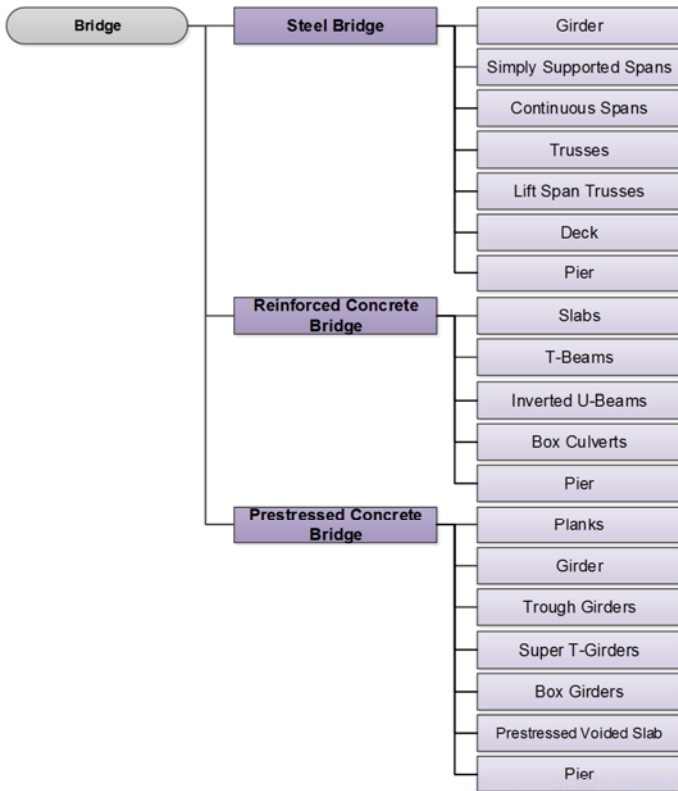 Bridge
Steel Bridge
Girder
Simply Supported Spans
Continuous Spans
Trusses
Lift Span Trusses
Deck
Pier
Reinforced Concrete
Bridge
Slabs
T-Beams
Inverted U-Beams
Box Culverts
Pier
Prestressed Concrete
Bridge
Planks
Girder
Trough Girders
Super T-Girders
Box Girders
Prestressed Voided Slab
Pier